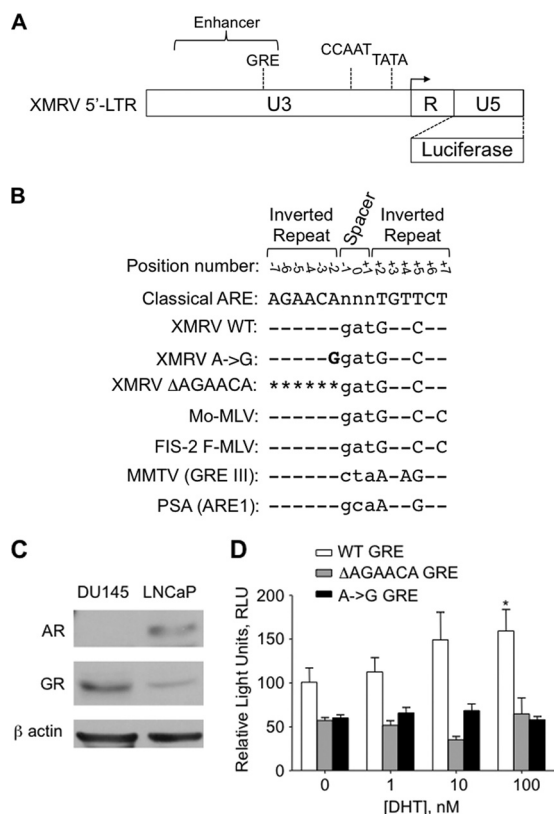 A
Enhancer
GRE
CCAAT
TATA
XMRV 5'-LTR
U3
R
U5
Luciferase
B
Inverted Repeat
Spacer
Inverted Repeat
Position number: -7 -6 -5 -4 -3 -2 -1 0 +1 +2 +3 +4 +5 +6 +7
Classical ARE: AGAACAnnnTGTTCT
XMRV WT: ------gatG--C--
XMRV A->G: -----GgatG--C--
XMRV ΔAGAACA: ******gatG--C--
Mo-MLV: ------gatG--C-C
FIS-2 F-MLV: ------gatG--C-C
MMTV (GRE III): ------ctaA-AG--
PSA (ARE1): ------gcaA--G--
C
DU145 LNCaP
AR
GR
β actin
D
WT GRE
ΔAGAACA GRE
A->G GRE
Relative Light Units, RLU
200
150
100
50
0
*
0 1 10 100
[DHT], nM